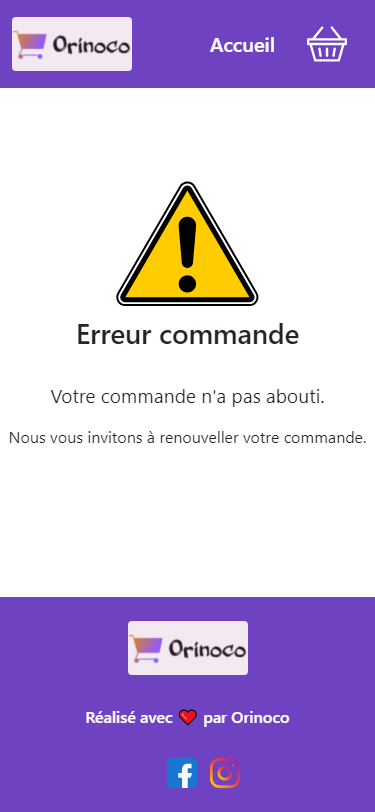 Orinoco
Accueil
Erreur commande
Votre commande n'a pas abouti.
Nous vous invitons à renouveller votre commande.
Orinoco
Réalisé avec ❤ par Orinoco